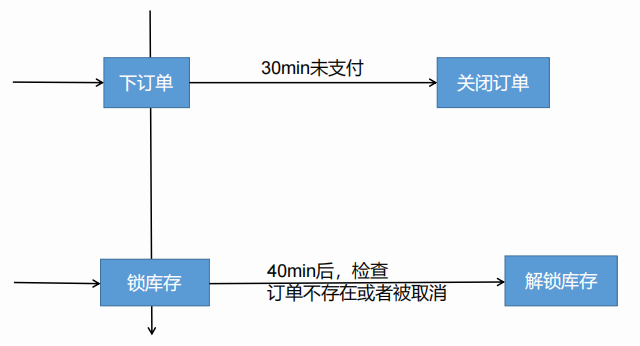 下订单
30min未支付
关闭订单
锁库存
40min后，检查
订单不存在或者被取消
解锁库存